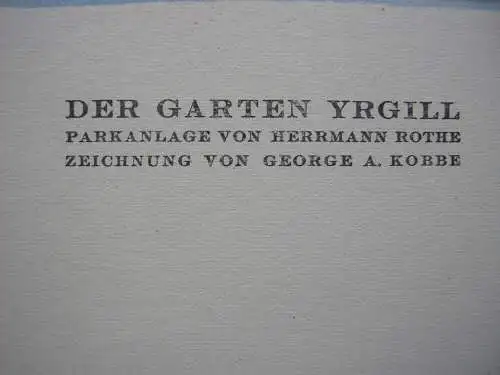 DER GARTEN YRGILL
PARKANLAGE VON HERRMANN ROTHE
ZEICHNUNG VON GEORGE A. KOBBE